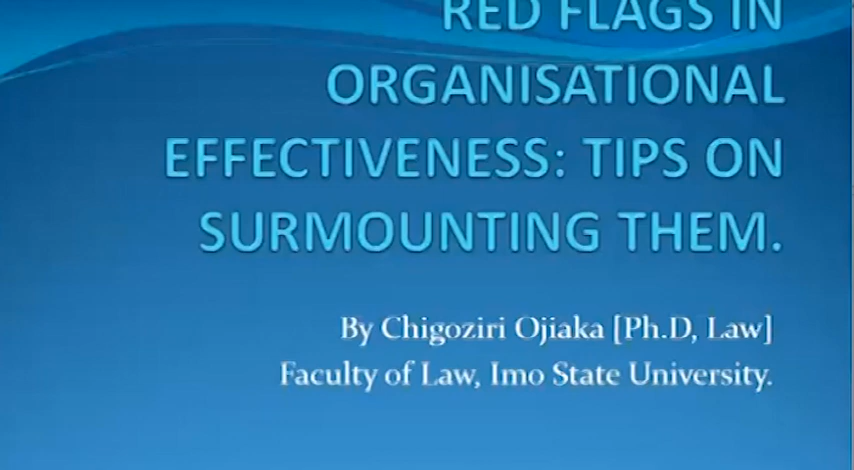 RED FLAGS IN
ORGANISATIONAL
EFFECTIVENESS: TIPS ON
SURMOUNTING THEM.
By Chigoziri Ojiaka [Ph.D, Law]
Faculty of Law, Imo State University.